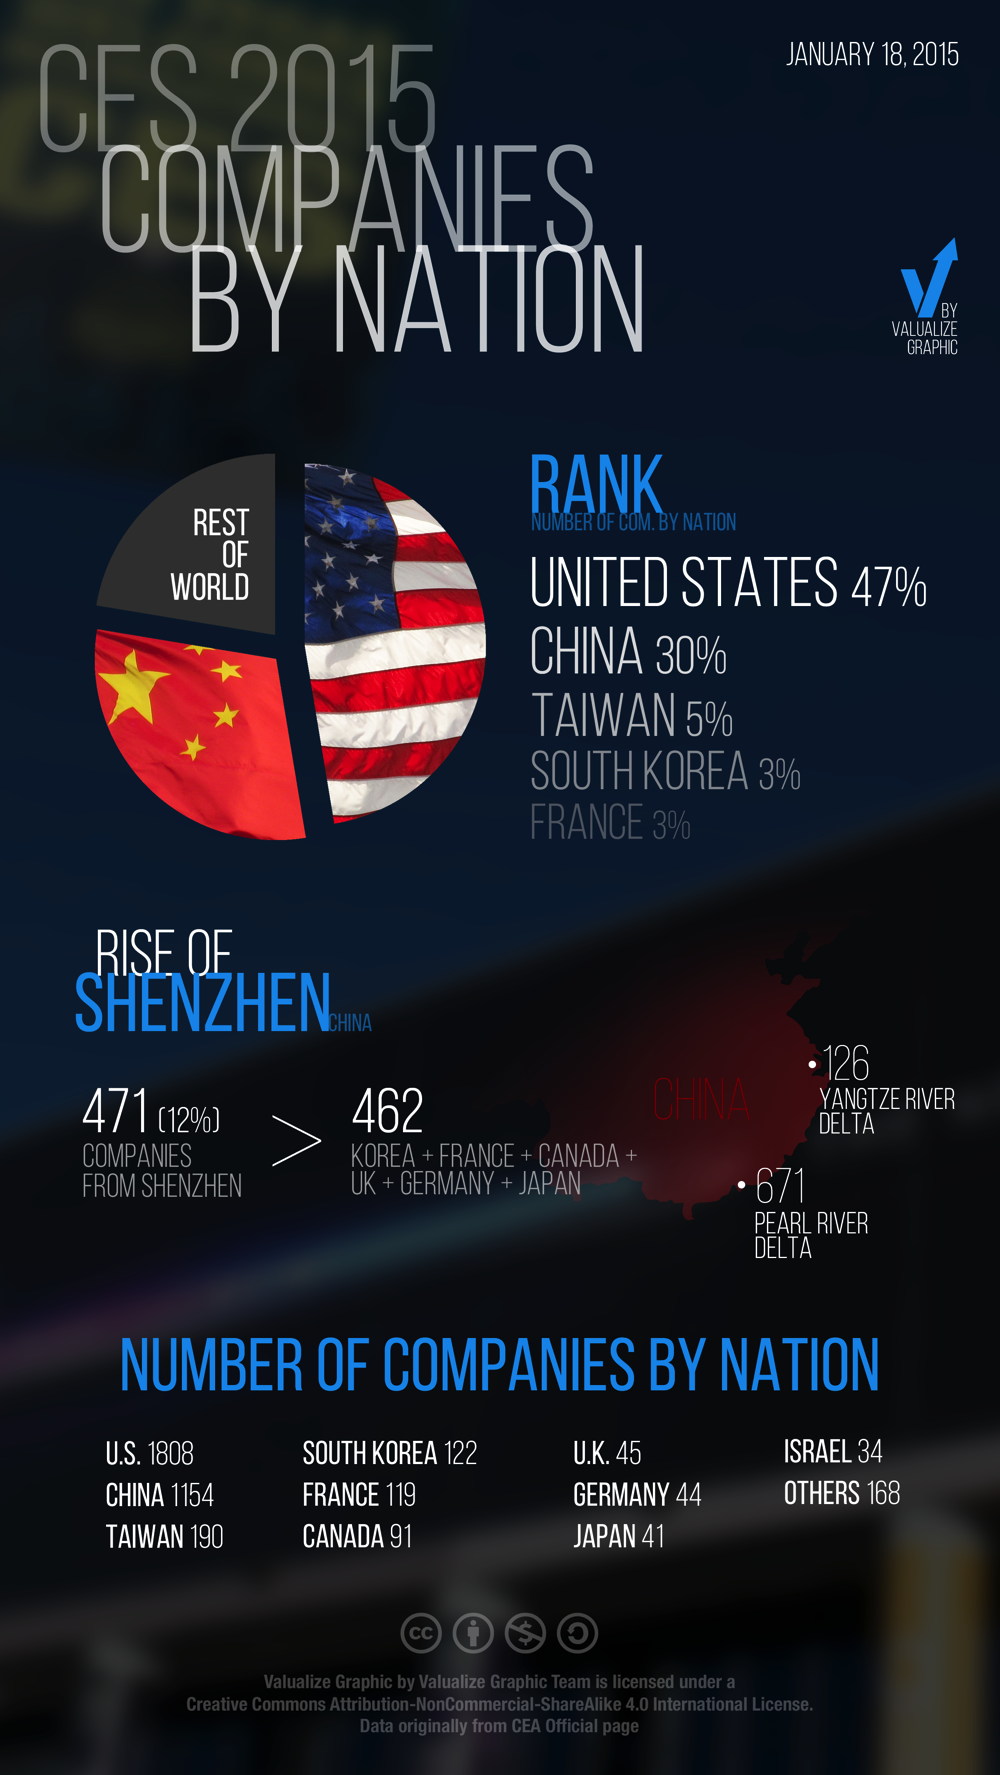 CES 2015
COMPANIES
BY NATION
JANUARY 18, 2015
BY
VALUALIZE
GRAPHIC
REST
OF
WORLD
RANK
NUMBER OF COM. BY NATION
UNITED STATES 47%
CHINA 30%
TAIWAN 5%
SOUTH KOREA 3%
FRANCE 3%
RISE OF
SHENZHEN CHINA
471 (12%)
COMPANIES
FROM SHENZHEN
>
462
KOREA + FRANCE + CANADA +
UK + GERMANY + JAPAN
CHINA
126
YANGTZE RIVER
DELTA
671
PEARL RIVER
DELTA
NUMBER OF COMPANIES BY NATION
U.S. 1808
CHINA 1154
TAIWAN 190
SOUTH KOREA 122
FRANCE 119
CANADA 91
U.K. 45
GERMANY 44
JAPAN 41
ISRAEL 34
OTHERS 168
cc
Valualize Graphic by Valualize Graphic Team is licensed under a
Creative Commons Attribution-NonCommercial-ShareAlike 4.0 International License.
Data originally from CEA Official page